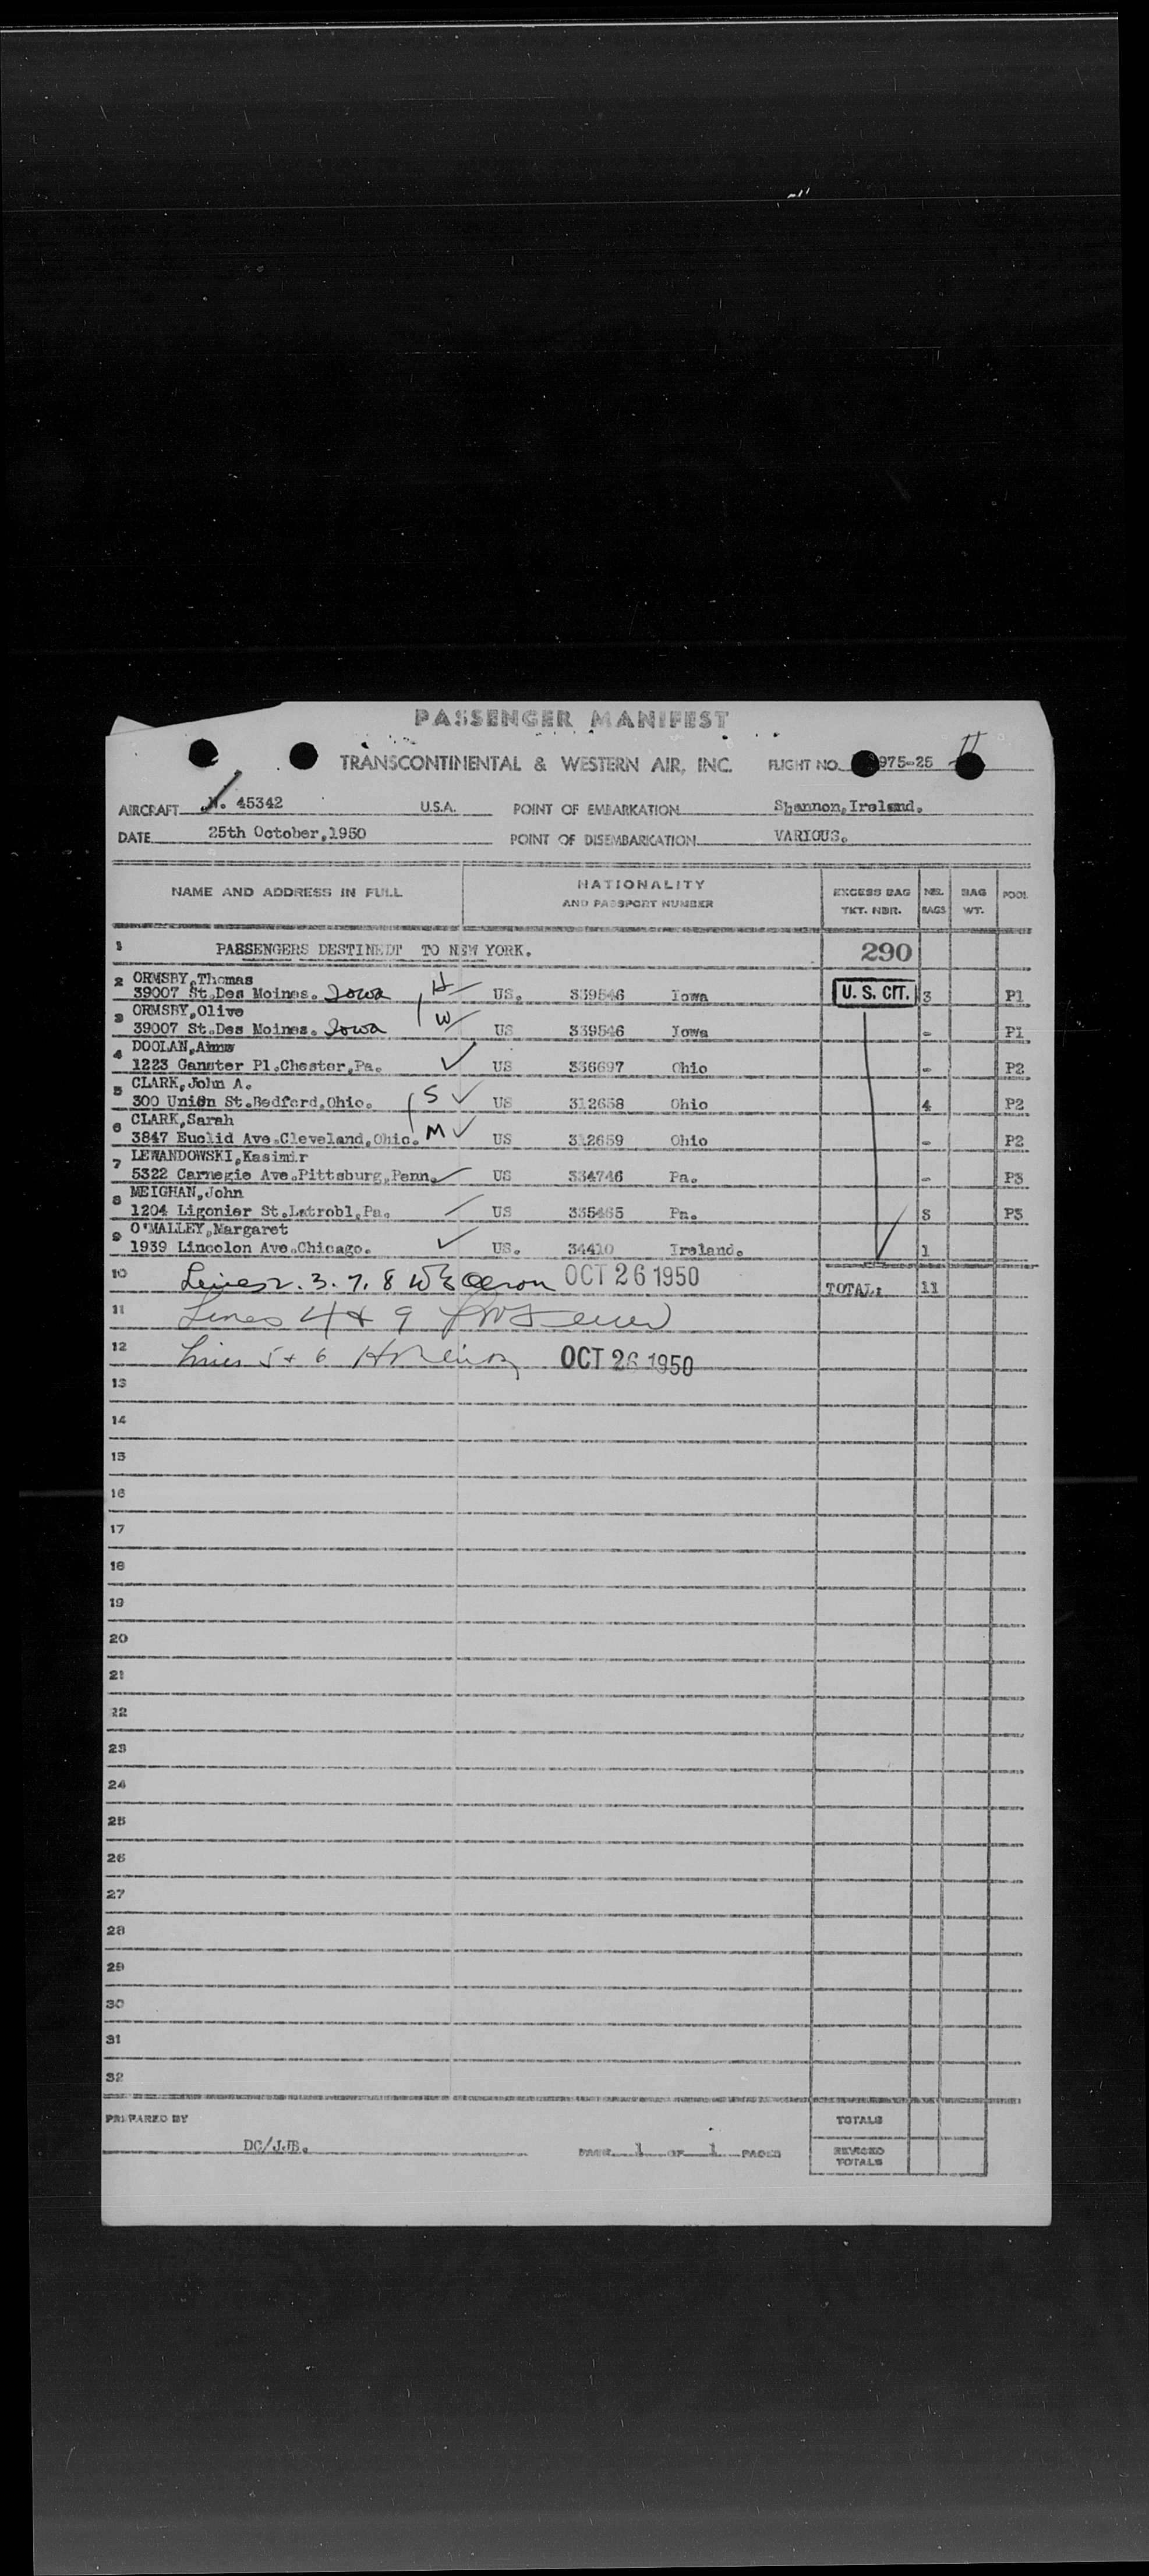 PASSENGER MANIFEST
TRANSCONTINENTAL & WESTERN AIR, INC. FLIGHT NO. 975-25
AIRCRAFT N. 45342 U.S.A. POINT OF EMBARKATION Shannon, Ireland.
DATE 25th October, 1950 POINT OF DISEMBARKATION VARIOUS.
NAME AND ADDRESS IN FULL NATIONALITY AND PASSPORT NUMBER EXCESS BAG TKT. NBR. NBR. BAGS BAG WT. POOL
1 PASSENGERS DESTINEDT TO NEW YORK. 290
2 ORMSBY, Thomas H
39007 St. Des Moines. Iowa US. 339546 Iowa U. S. CIT. 3 P1
3 ORMSBY, Olive W
39007 St. Des Moines. Iowa US 339546 Iowa - P1
4 DOOLAN,
1223 Ganster Pl. Chester, Pa. US 336697 Ohio - P2
5 CLARK, John A. S
300 Union St. Bedford, Ohio. US 312658 Ohio 4 P2
6 CLARK, Sarah
3847 Euclid Ave. Cleveland, Ohio. M US 312659 Ohio - P2
7 LEWANDOWSKI, Kasimir
5322 Carnegie Ave. Pittsburg, Penn. US 334746 Pa. - P3
8 MEIGHAN, John
1204 Ligonier St. Latrobl, Pa. US 335465 Pa. 3 P3
9 O'MALLEY, Margaret
1939 Lincolon Ave. Chicago. US. 34410 Ireland. 1
10 Lines 2. 3. 7. 8 OCT 26 1950 TOTAL: 11
11 Lines 4 & 9
12 Lines 5 + 6 OCT 26 1950
13
14
15
16
17
18
19
20
21
22
23
24
25
26
27
28
29
30
31
32
PREPARED BY TOTALS
DC/JJB. PAGE 1 OF 1 PAGES REVISED TOTALS